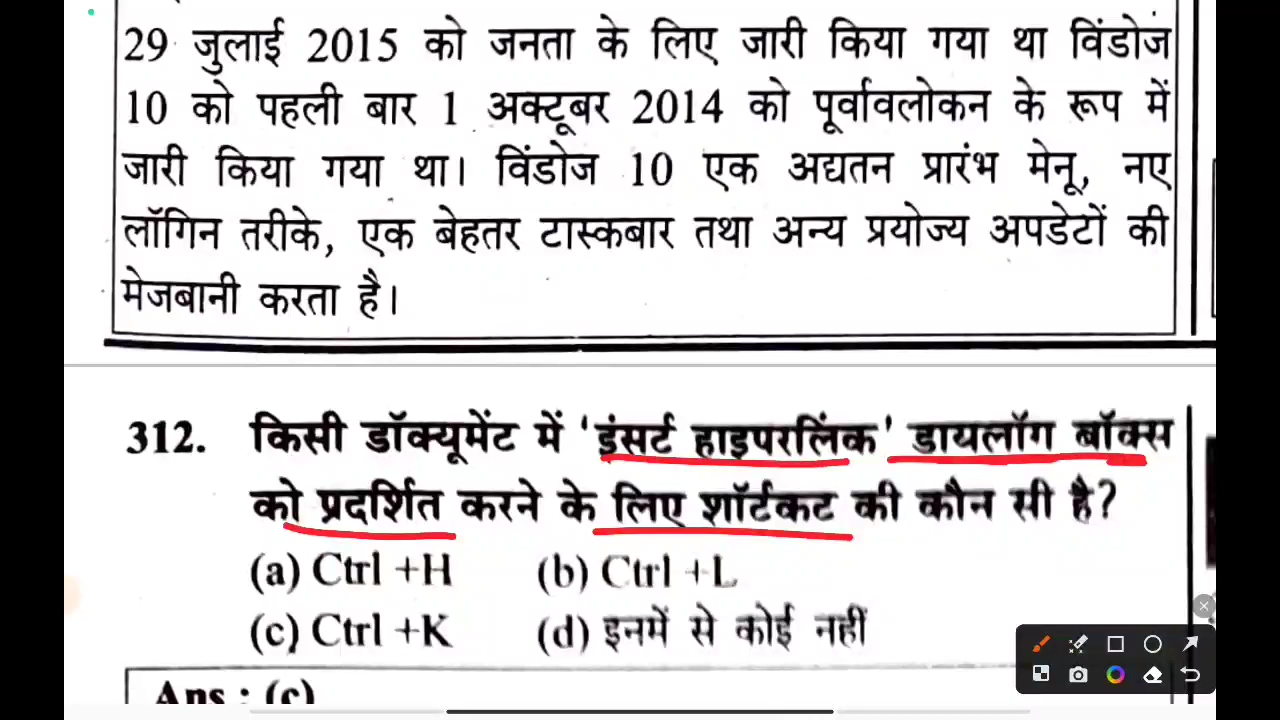 29 जुलाई 2015 को जनता के लिए जारी किया गया था विंडोज
10 को पहली बार 1 अक्टूबर 2014 को पूर्वावलोकन के रूप में
जारी किया गया था। विंडोज 10 एक अद्यतन प्रारंभ मेनू, नए
लॉगिन तरीके, एक बेहतर टास्कबार तथा अन्य प्रयोज्य अपडेटों की
मेजबानी करता है।
312. किसी डॉक्यूमेंट में 'इंसर्ट हाइपरलिंक' डायलॉग बॉक्स
को प्रदर्शित करने के लिए शॉर्टकट की कौन सी है?
(a) Ctrl +H (b) Ctrl +L
(c) Ctrl +K (d) इनमें से कोई नहीं
Ans : (c)